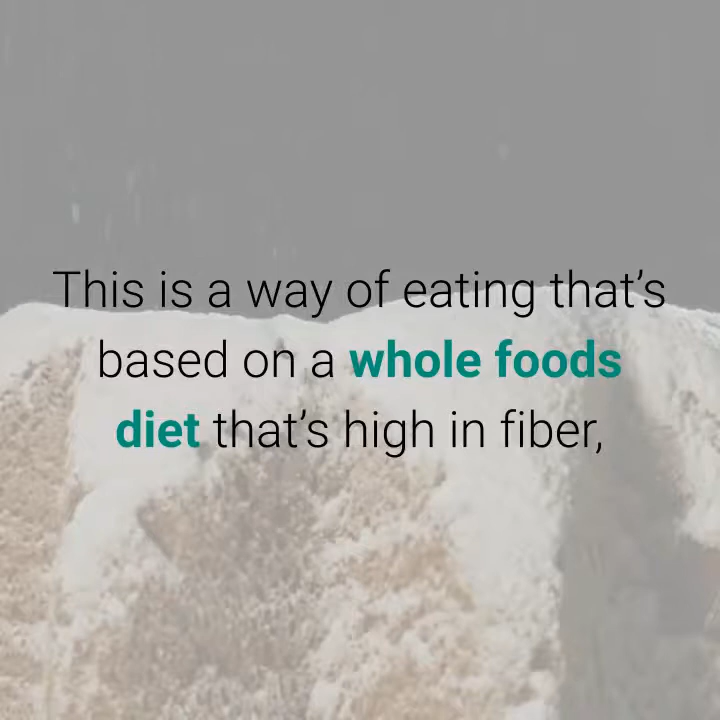 This is a way of eating that’s
based on a whole foods
diet that’s high in fiber,